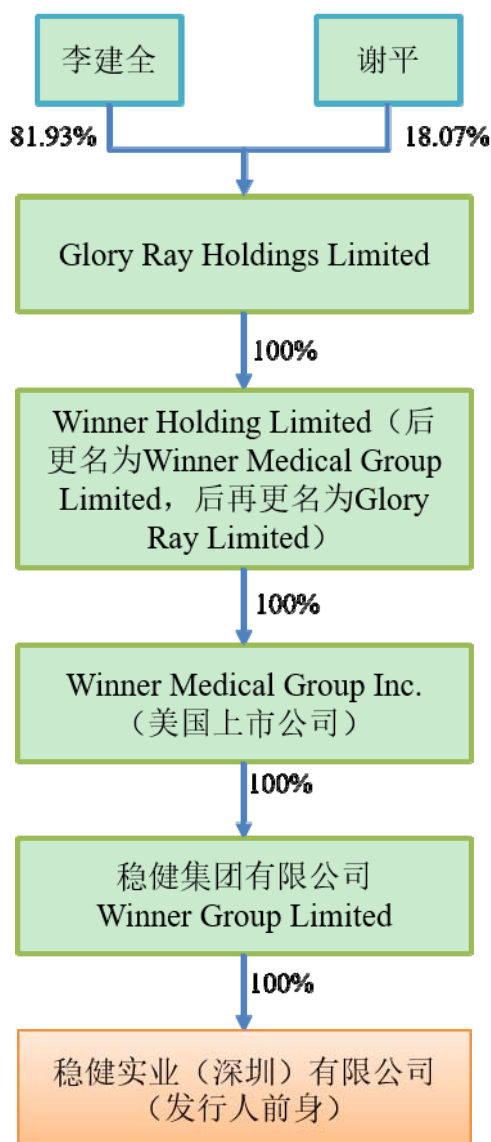 李建全
谢平
81.93%
18.07%
Glory Ray Holdings Limited
100%
Winner Holding Limited（后
更名为Winner Medical Group
Limited，后再更名为Glory
Ray Limited）
100%
Winner Medical Group Inc.
（美国上市公司）
100%
稳健集团有限公司
Winner Group Limited
100%
稳健实业（深圳）有限公司
（发行人前身）